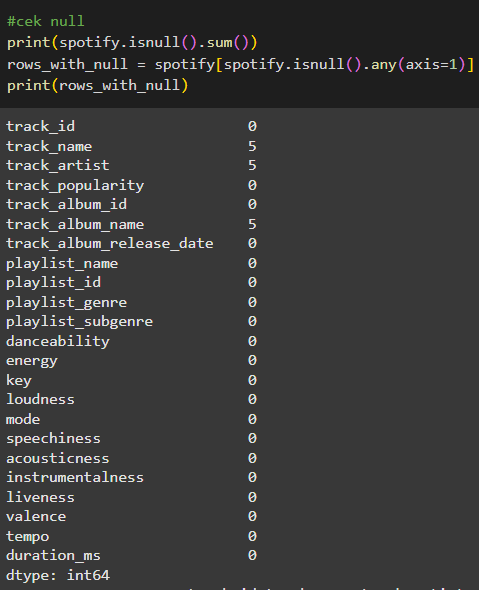 #cek null
print(spotify.isnull().sum())
rows_with_null = spotify[spotify.isnull().any(axis=1)]
print(rows_with_null)
track_id 0
track_name 5
track_artist 5
track_popularity 0
track_album_id 0
track_album_name 5
track_album_release_date 0
playlist_name 0
playlist_id 0
playlist_genre 0
playlist_subgenre 0
danceability 0
energy 0
key 0
loudness 0
mode 0
speechiness 0
acousticness 0
instrumentalness 0
liveness 0
valence 0
tempo 0
duration_ms 0
dtype: int64